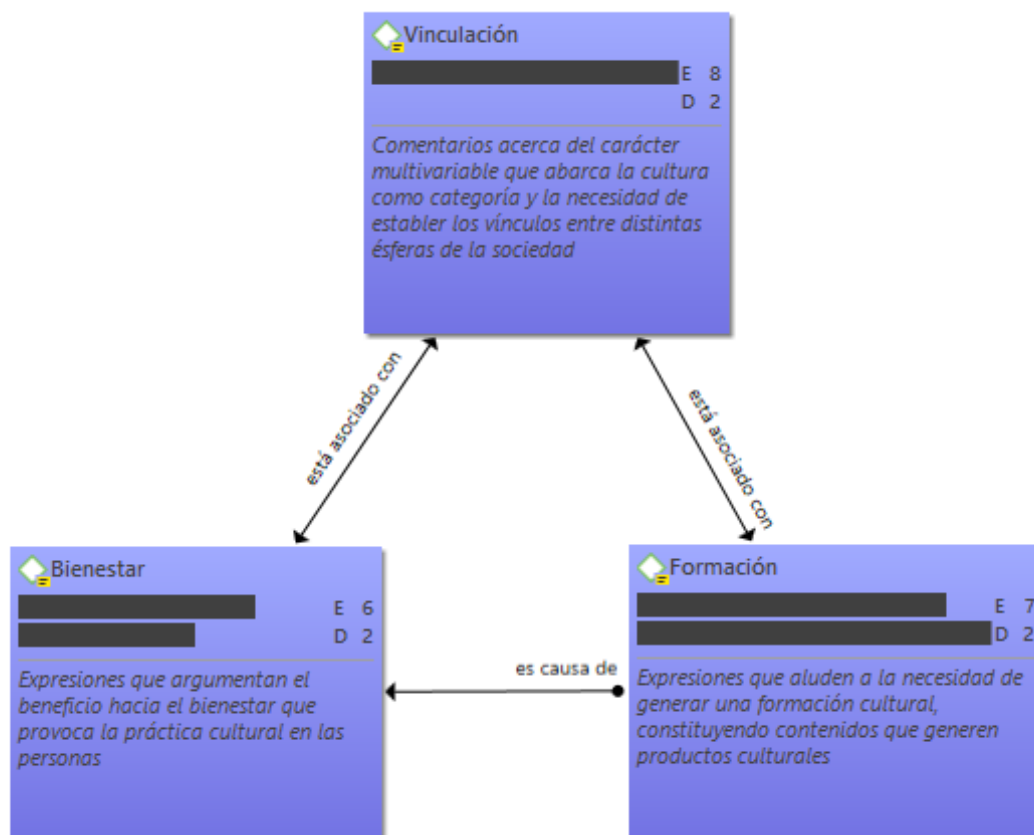 Vinculación
E 8
D 2
Comentarios acerca del carácter
multivariable que abarca la cultura
como categoría y la necesidad de
establer los vínculos entre distintas
ésferas de la sociedad
está asociado con
está asociado con
Bienestar
E 6
D 2
Expresiones que argumentan el
beneficio hacia el bienestar que
provoca la práctica cultural en las
personas
es causa de
Formación
E 7
D 2
Expresiones que aluden a la necesidad de
generar una formación cultural,
constituyendo contenidos que generen
productos culturales